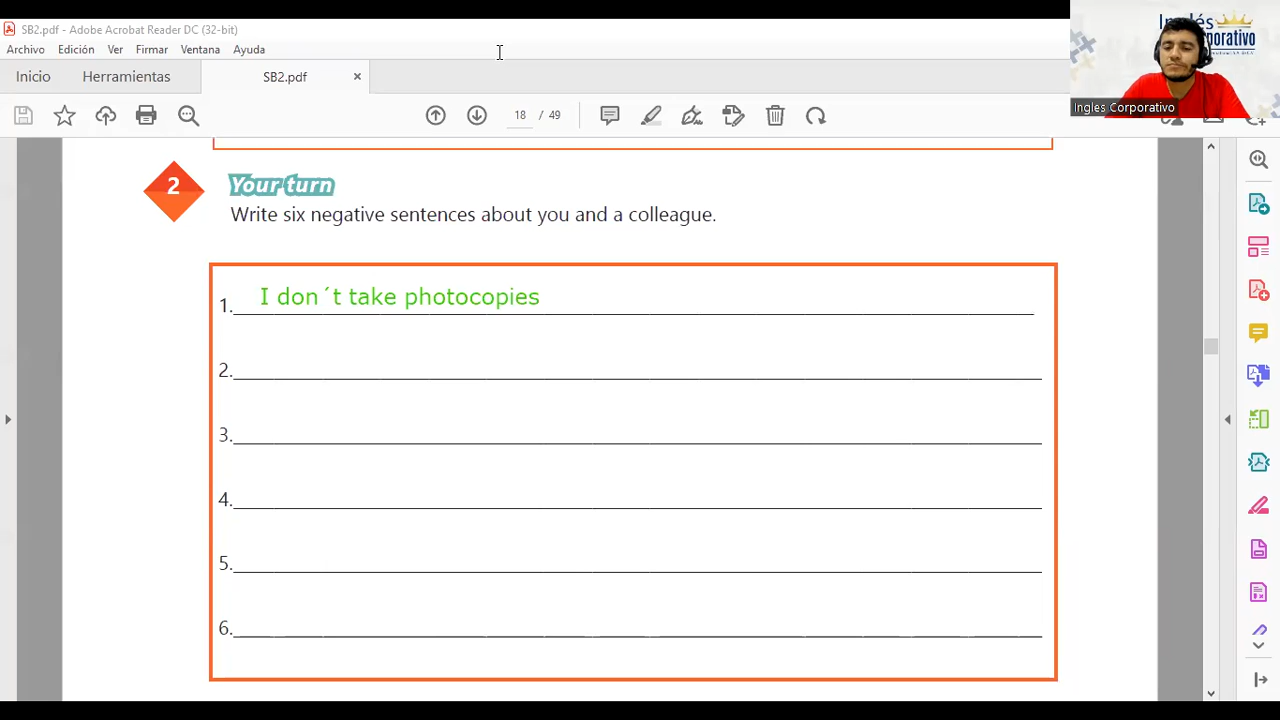 SB2.pdf - Adobe Acrobat Reader DC (32-bit)
Archivo Edición Ver Firmar Ventana Ayuda
Inicio Herramientas SB2.pdf ×
18 / 49
Inglés
Corporativo
Ingles Corporativo
2 Your turn
Write six negative sentences about you and a colleague.
1. I don´t take photocopies
2.
3.
4.
5.
6.